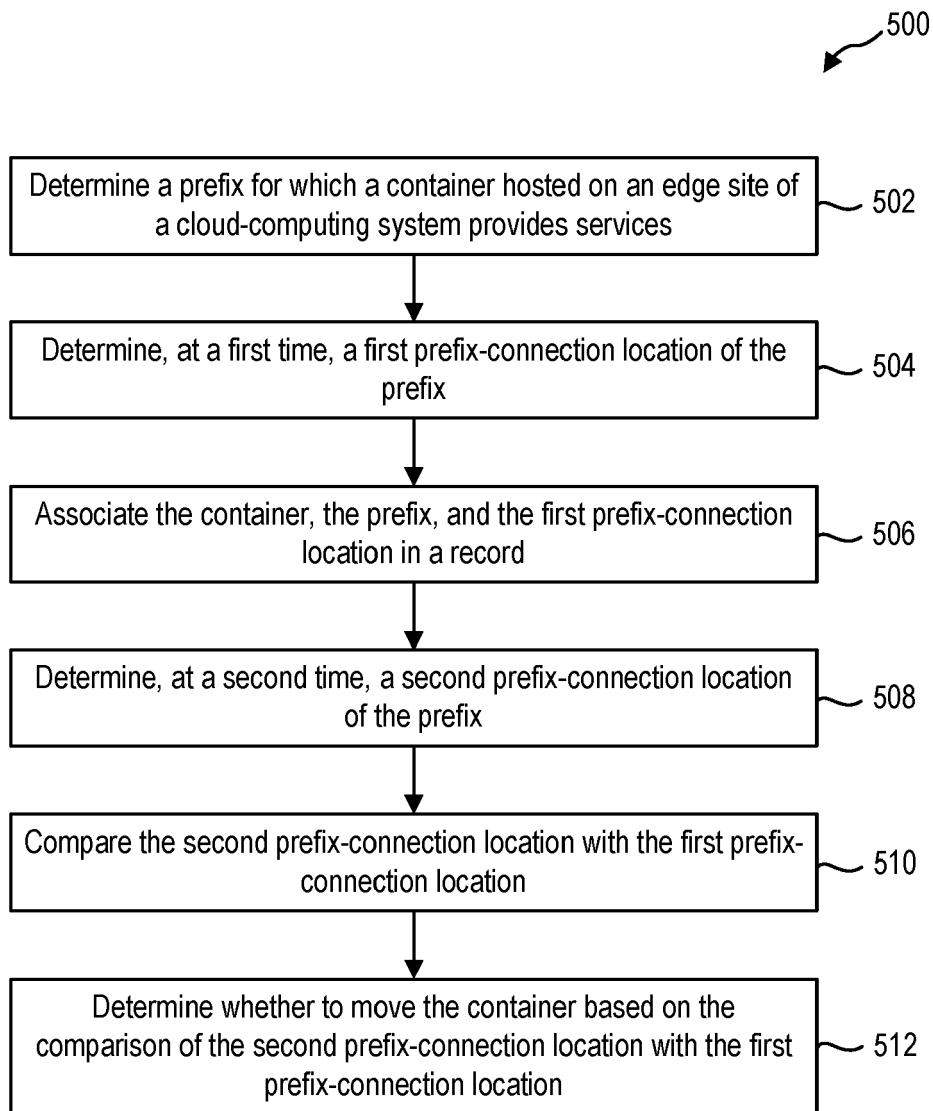 500
Determine a prefix for which a container hosted on an edge site of
a cloud-computing system provides services
502
Determine, at a first time, a first prefix-connection location of the
prefix
504
Associate the container, the prefix, and the first prefix-connection
location in a record
506
Determine, at a second time, a second prefix-connection location
of the prefix
508
Compare the second prefix-connection location with the first prefix-
connection location
510
Determine whether to move the container based on the
comparison of the second prefix-connection location with the first
prefix-connection location
512